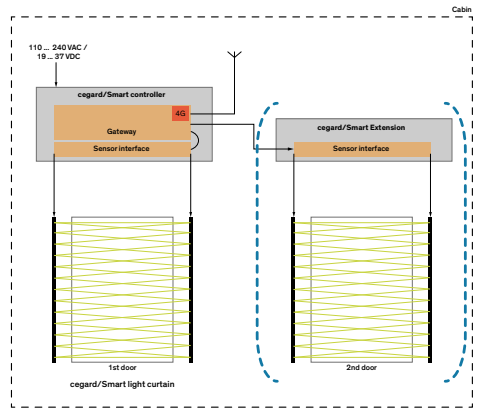 Cabin
110 ... 240 VAC /
19 ... 37 VDC
cegard/Smart controller
4G
Gateway
Sensor interface
cegard/Smart Extension
Sensor interface
1st door
2nd door
cegard/Smart light curtain